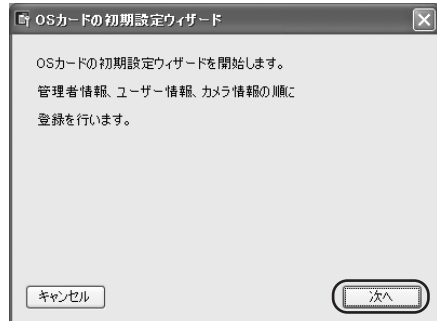 OSカードの初期設定ウィザード
OSカードの初期設定ウィザードを開始します。
管理者情報、ユーザー情報、カメラ情報の順に
登録を行います。
キャンセル
次へ